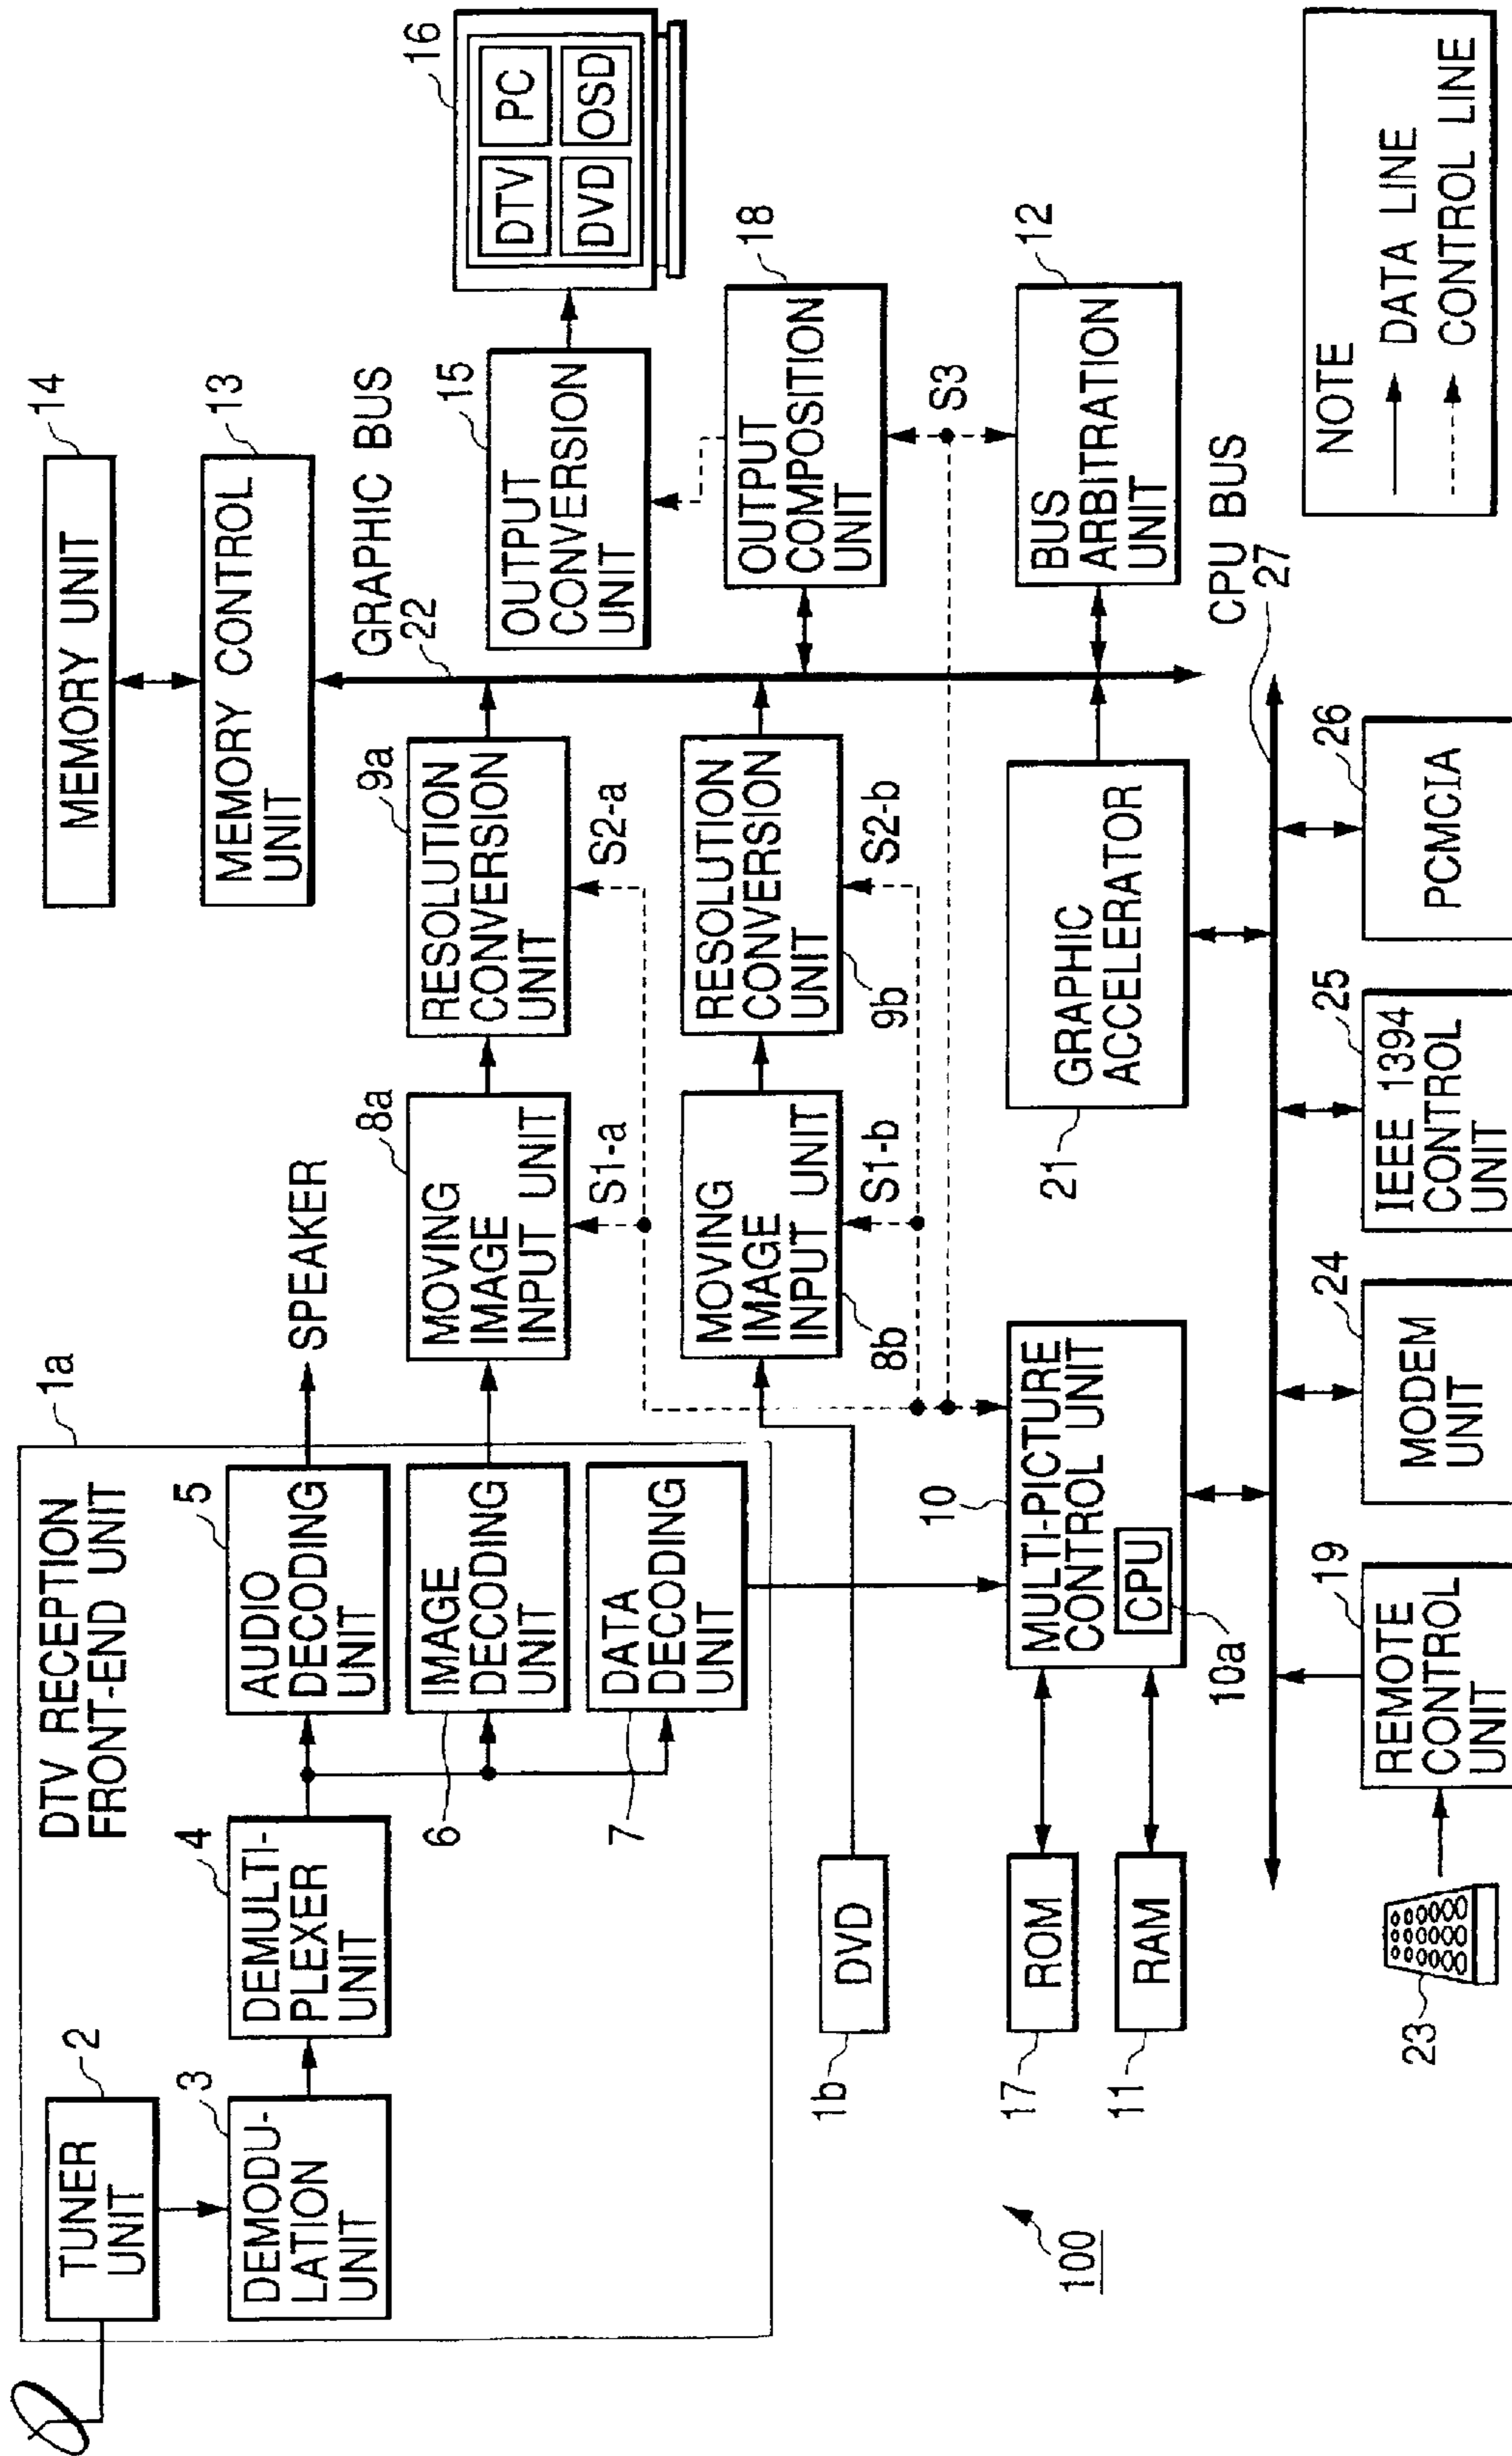 DTV RECEPTION
FRONT-END UNIT
1a
TUNER
UNIT
2
DEMODU-
LATION
UNIT
3
DEMULTI-
PLEXER
UNIT
4
AUDIO
DECODING
UNIT
5
SPEAKER
IMAGE
DECODING
UNIT
6
DATA
DECODING
UNIT
7
MOVING
IMAGE
INPUT UNIT
8a
S1-a
RESOLUTION
CONVERSION
UNIT
9a
S2-a
MOVING
IMAGE
INPUT UNIT
8b
S1-b
RESOLUTION
CONVERSION
UNIT
9b
S2-b
MEMORY UNIT
14
MEMORY CONTROL
UNIT
13
GRAPHIC BUS
22
OUTPUT
CONVERSION
UNIT
15
16
DTV
PC
DVD
OSD
OUTPUT
COMPOSITION
UNIT
18
S3
BUS
ARBITRATION
UNIT
12
DVD
1b
ROM
17
RAM
11
MULTI-PICTURE
CONTROL UNIT
CPU
10
10a
GRAPHIC
ACCELERATOR
21
CPU BUS
27
100
23
REMOTE
CONTROL
UNIT
19
MODEM
UNIT
24
IEEE 1394
CONTROL
UNIT
25
PCMCIA
26
NOTE
DATA LINE
CONTROL LINE